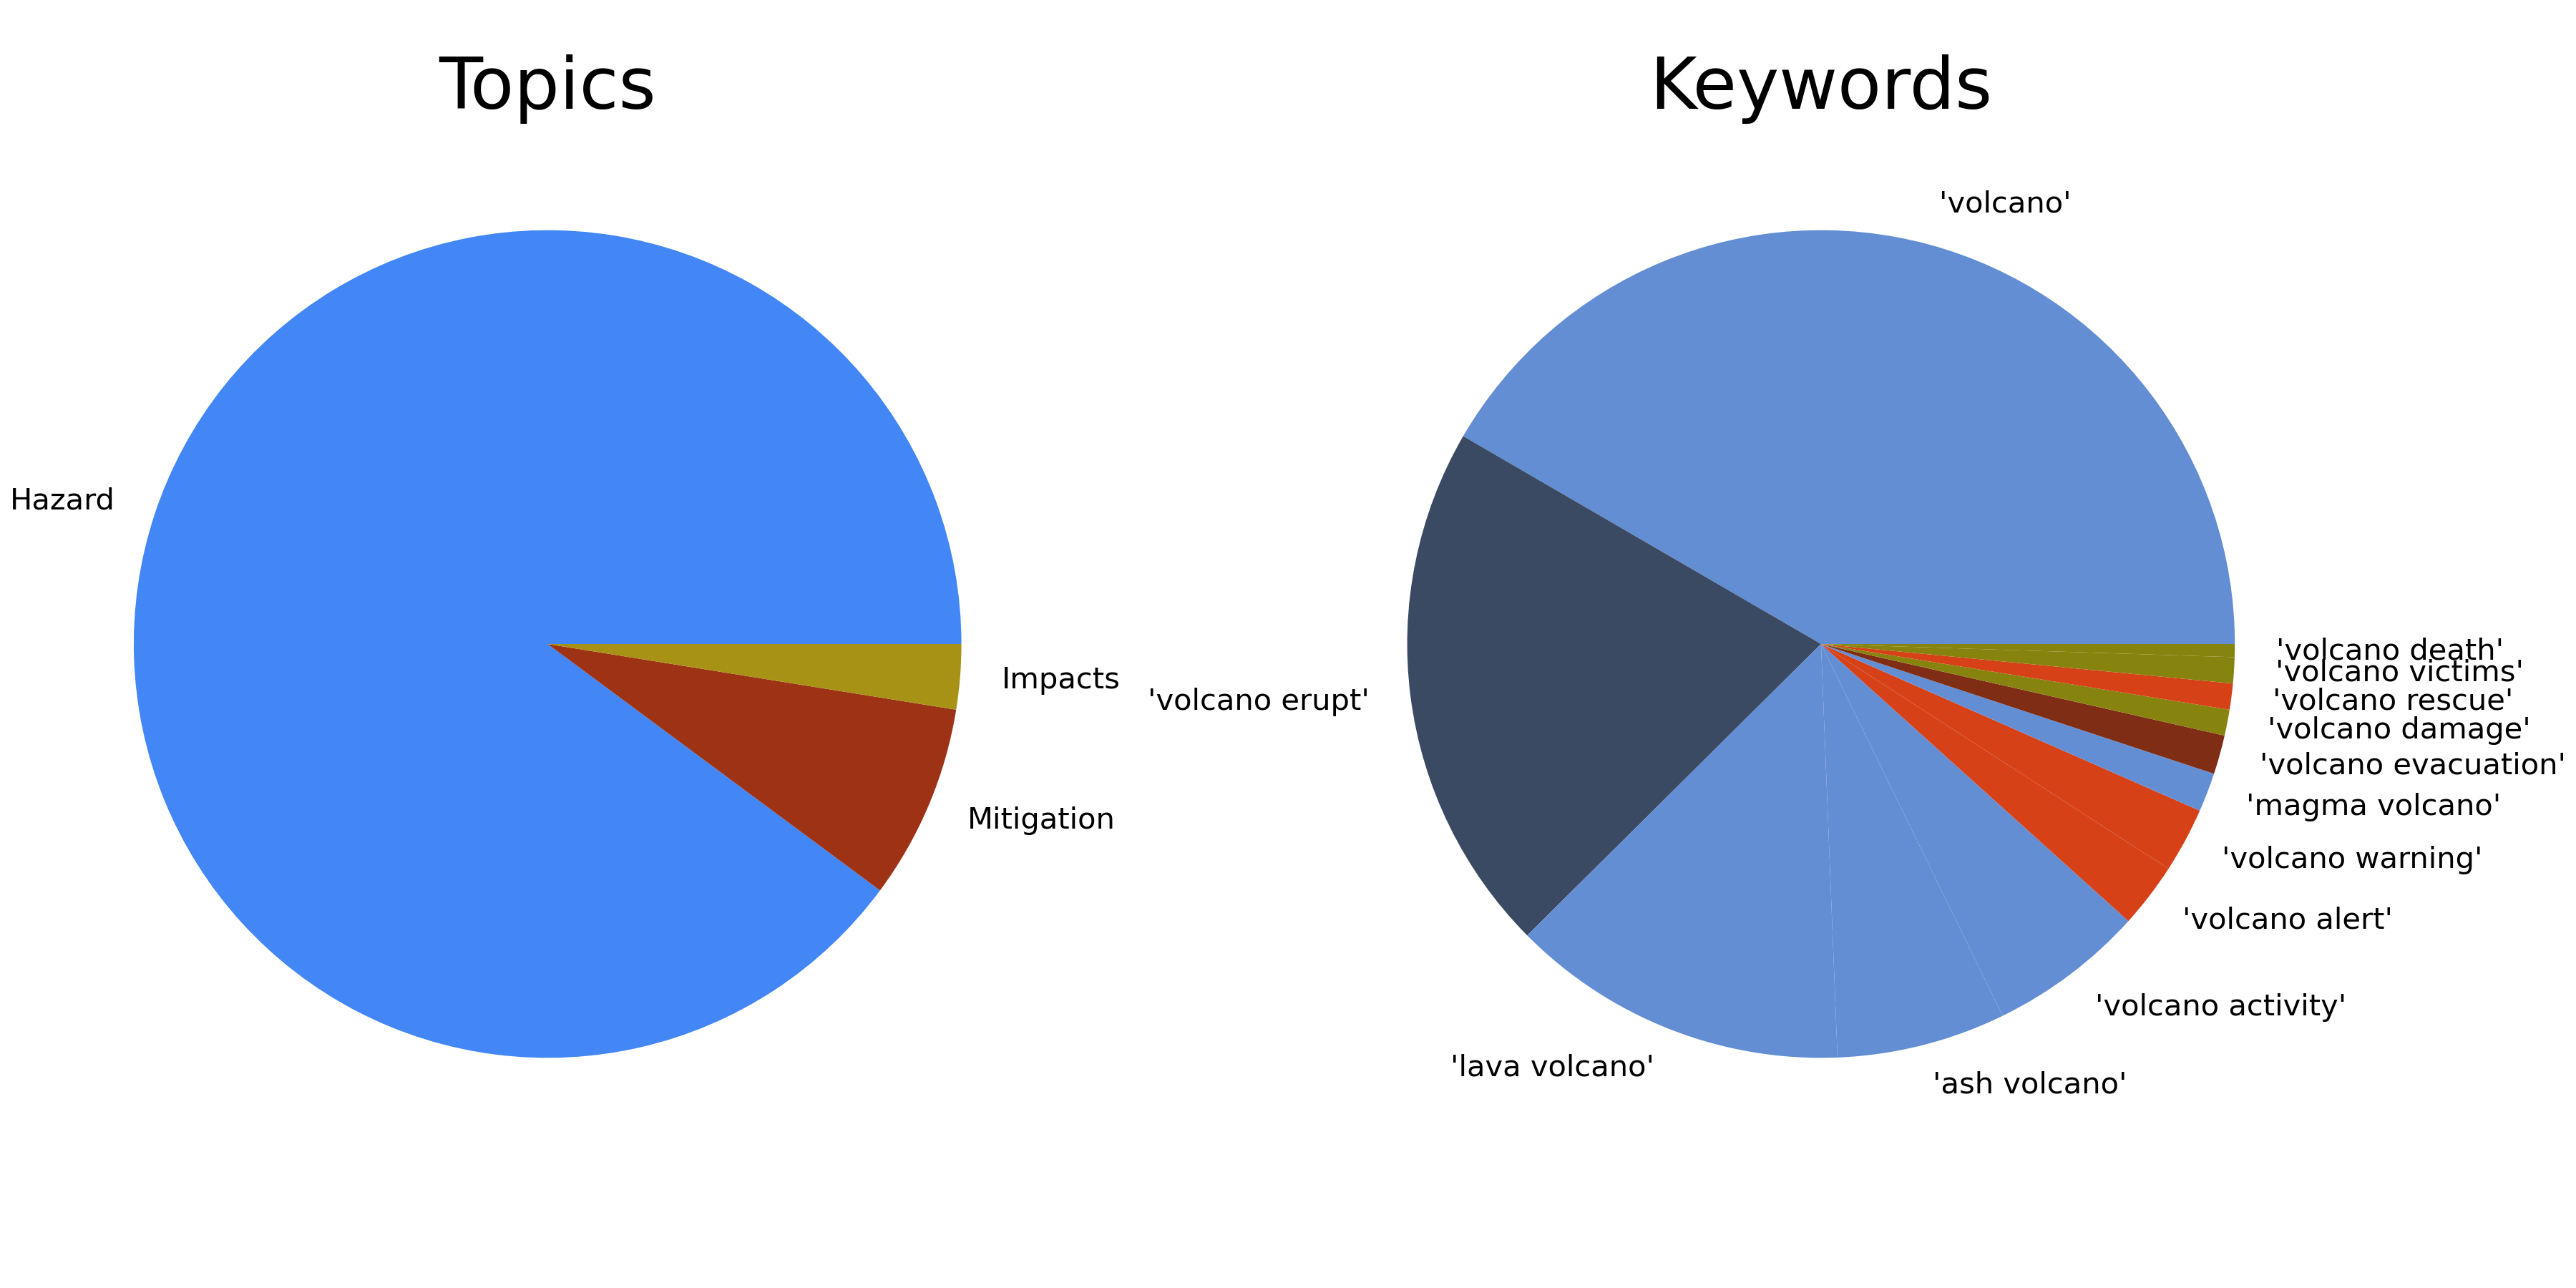 Topics
Hazard
Impacts
Mitigation
Keywords
'volcano'
'volcano erupt'
'lava volcano'
'ash volcano'
'volcano activity'
'volcano alert'
'volcano warning'
'magma volcano'
'volcano evacuation'
'volcano damage'
'volcano rescue'
'volcano victims'
'volcano death'